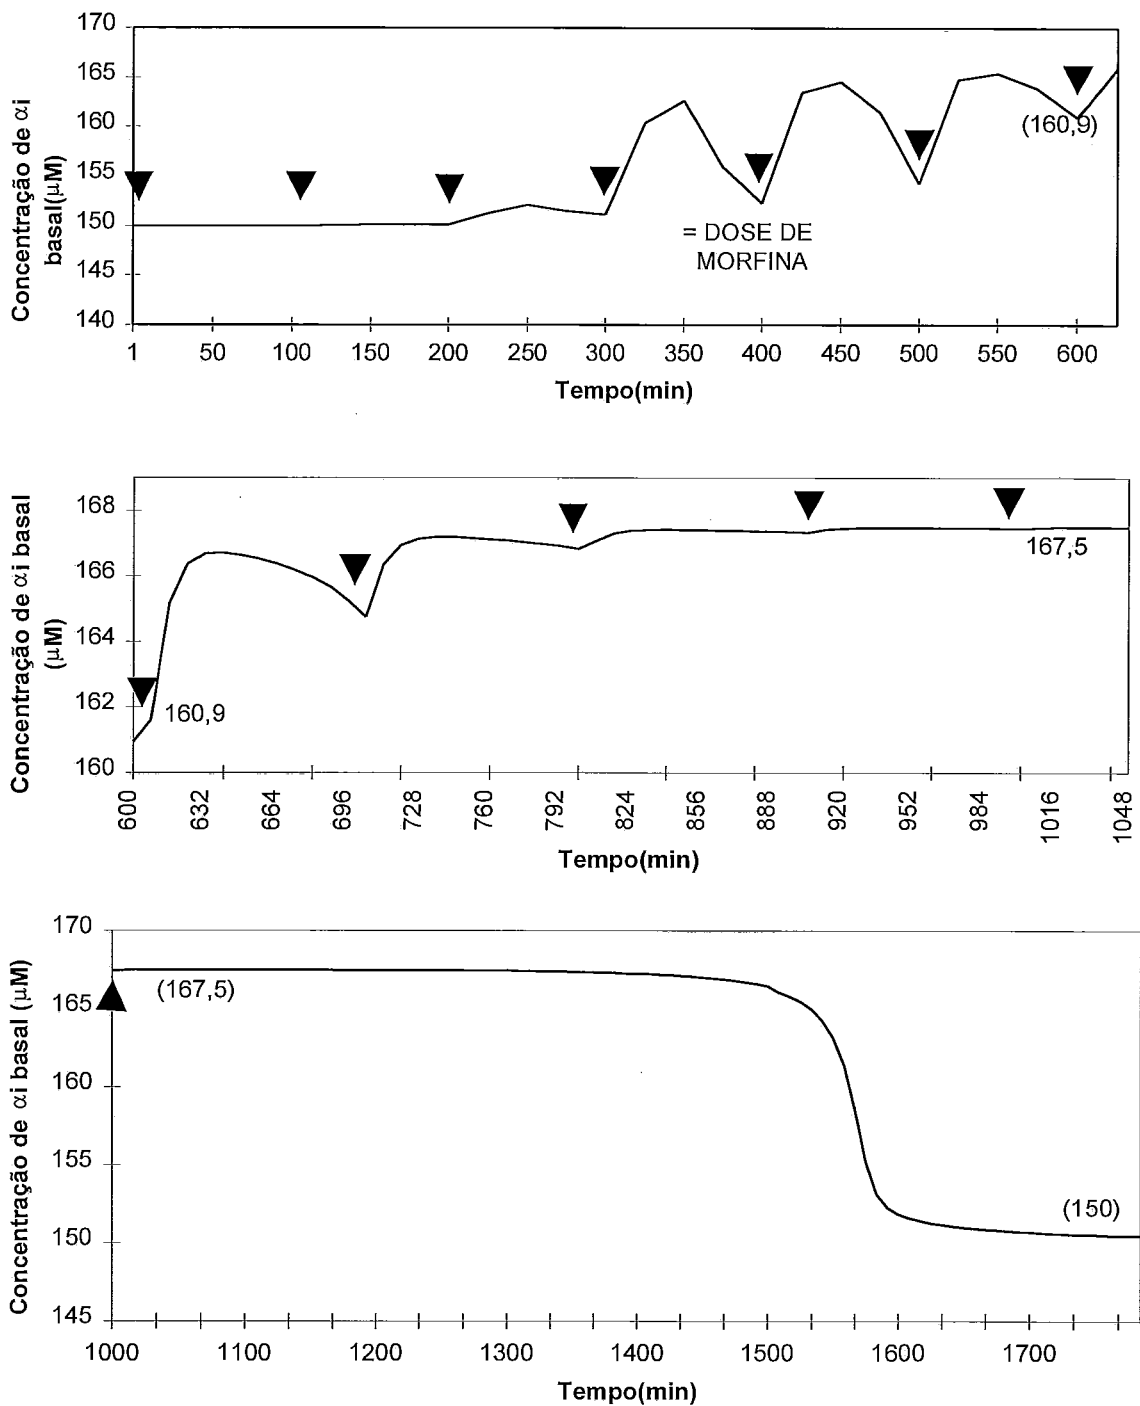 170
165
160
155
150
145
140
Concentração de αi
basal(μM)
(160,9)
= DOSE DE
MORFINA
1 50 100 150 200 250 300 350 400 450 500 550 600
Tempo(min)
168
166
164
162
160
Concentração de αi basal
(μM)
160,9
167,5
600 632 664 696 728 760 792 824 856 888 920 952 984 1016 1048
Tempo(min)
170
165
160
155
150
145
Concentração de αi basal (μM)
(167,5)
(150)
1000 1100 1200 1300 1400 1500 1600 1700
Tempo(min)